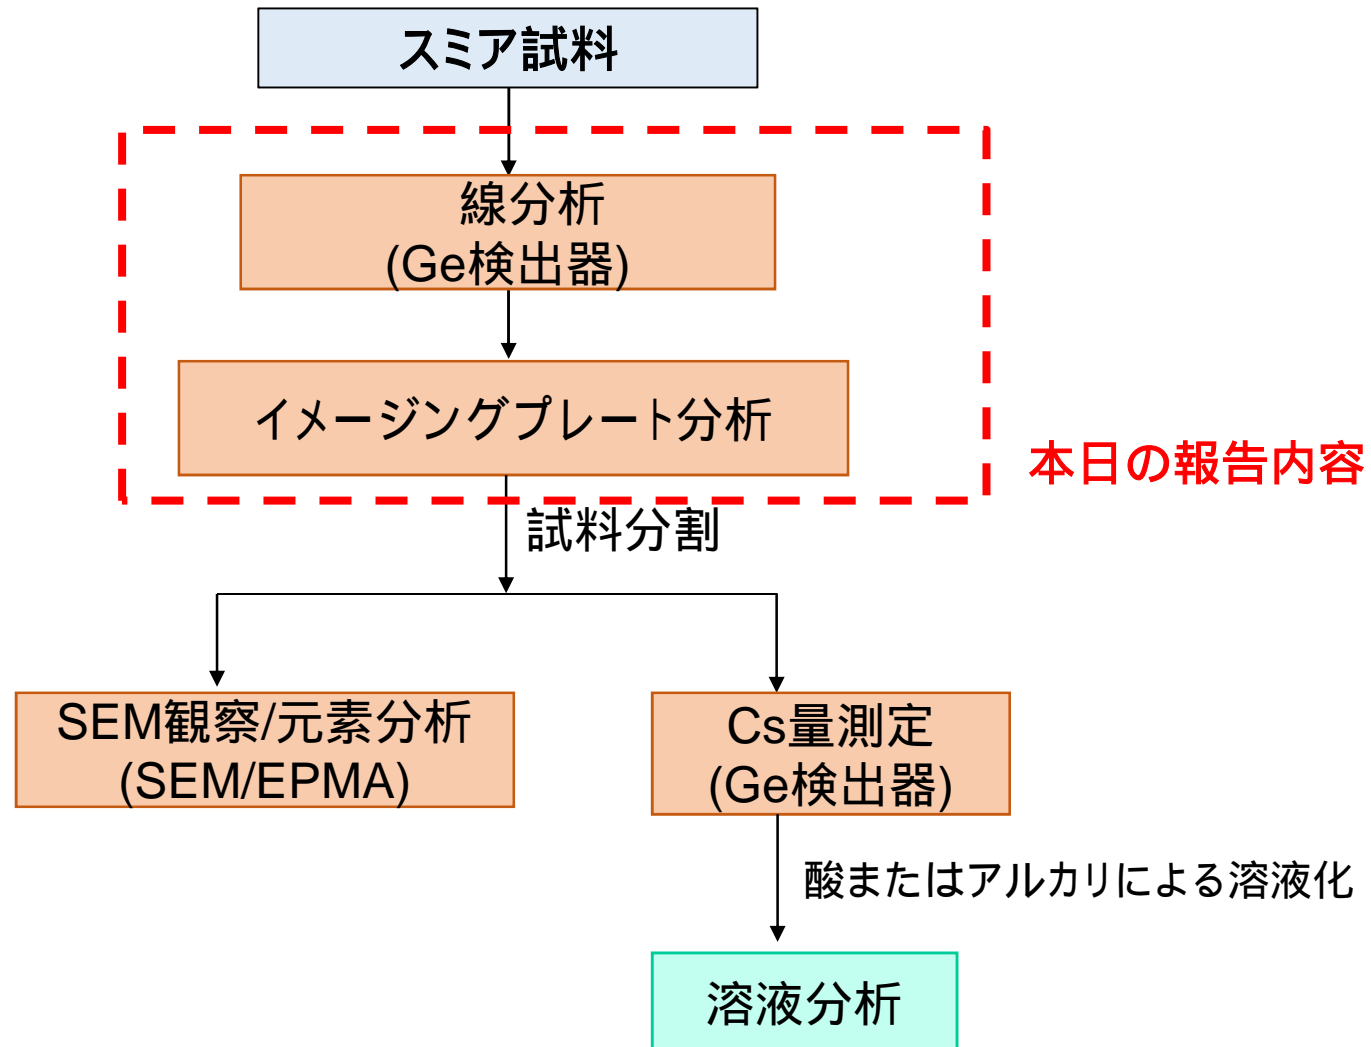 スミア試料
線分析
(Ge検出器)
イメージングプレート分析
本日の報告内容
試料分割
SEM観察/元素分析
(SEM/EPMA)
Cs量測定
(Ge検出器)
酸またはアルカリによる溶液化
溶液分析